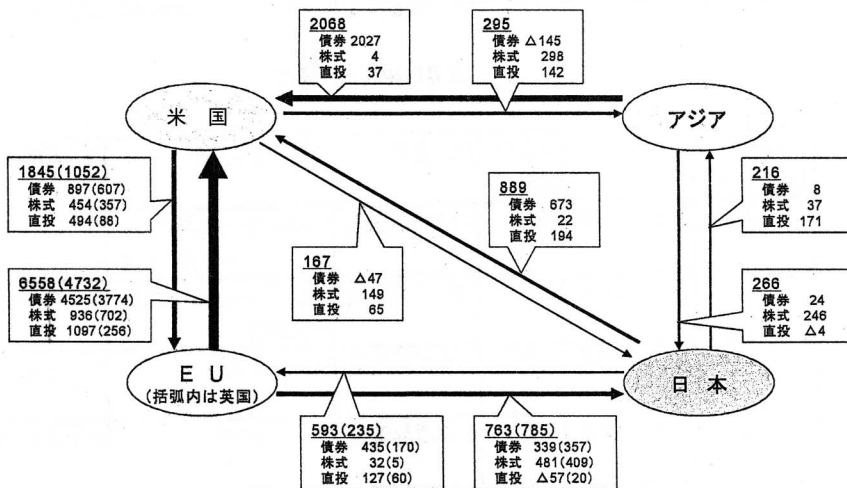 2068
債券 2027
株式 4
直投 37
295
債券 △145
株式 298
直投 142
米 国
アジア
1845(1052)
債券 897(607)
株式 454(357)
直投 494(88)
889
債券 673
株式 22
直投 194
216
債券 8
株式 37
直投 171
167
債券 △47
株式 149
直投 65
6558(4732)
債券 4525(3774)
株式 936(702)
直投 1097(256)
266
債券 24
株式 246
直投 △4
E U
(括弧内は英国)
日 本
593(235)
債券 435(170)
株式 32(5)
直投 127(60)
763(785)
債券 339(357)
株式 481(409)
直投 △57(20)